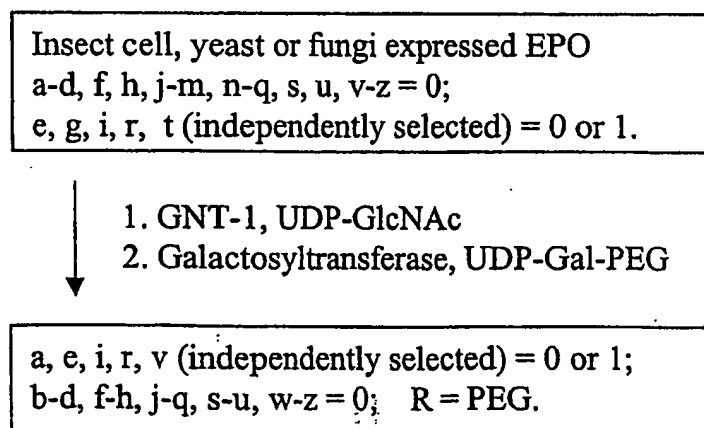 Insect cell, yeast or fungi expressed EPO
a-d, f, h, j-m, n-q, s, u, v-z = 0;
e, g, i, r, t (independently selected) = 0 or 1.
1. GNT-1, UDP-GlcNAc
2. Galactosyltransferase, UDP-Gal-PEG
a, e, i, r, v (independently selected) = 0 or 1;
b-d, f-h, j-q, s-u, w-z = 0; R = PEG.